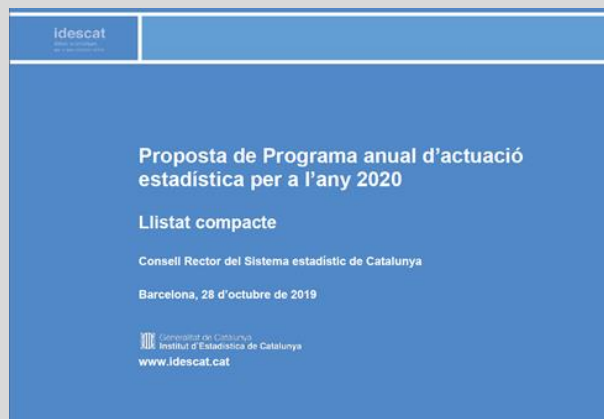 idescat
Proposta de Programa anual d'actuació
estadística per a l'any 2020
Llistat compacte
Consell Rector del Sistema estadístic de Catalunya
Barcelona, 28 d'octubre de 2019
Generalitat de Catalunya
Institut d'Estadística de Catalunya
www.idescat.cat